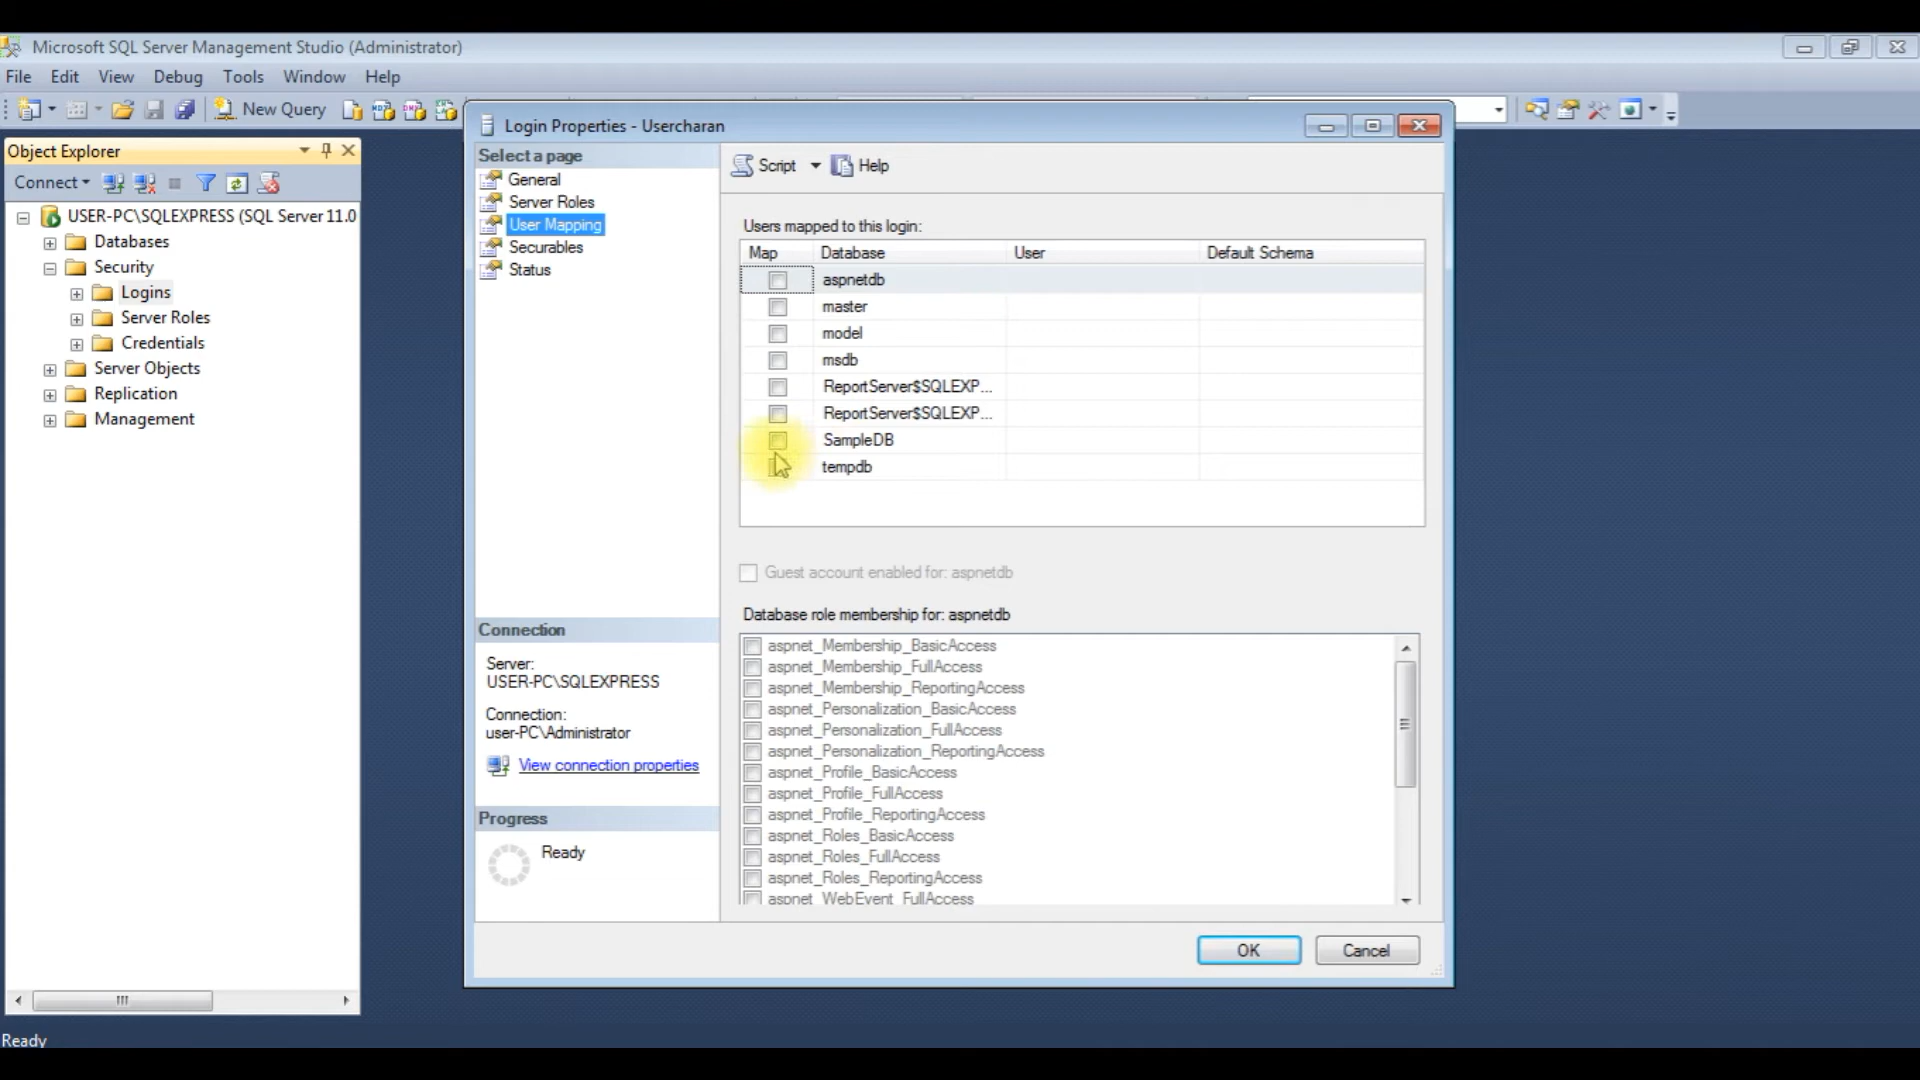 Microsoft SQL Server Management Studio (Administrator)
File Edit View Debug Tools Window Help
New Query
Object Explorer
Connect
USER-PC\SQLEXPRESS (SQL Server 11.0
Databases
Security
Logins
Server Roles
Credentials
Server Objects
Replication
Management
Ready
Login Properties - Usercharan
Select a page
General
Server Roles
User Mapping
Securables
Status
Connection
Server:
USER-PC\SQLEXPRESS
Connection:
user-PC\Administrator
View connection properties
Progress
Ready
Script Help
Users mapped to this login:
Map Database User Default Schema
aspnetdb
master
model
msdb
ReportServer$SQLEXP...
ReportServer$SQLEXP...
SampleDB
tempdb
Guest account enabled for: aspnetdb
Database role membership for: aspnetdb
aspnet_Membership_BasicAccess
aspnet_Membership_FullAccess
aspnet_Membership_ReportingAccess
aspnet_Personalization_BasicAccess
aspnet_Personalization_FullAccess
aspnet_Personalization_ReportingAccess
aspnet_Profile_BasicAccess
aspnet_Profile_FullAccess
aspnet_Profile_ReportingAccess
aspnet_Roles_BasicAccess
aspnet_Roles_FullAccess
aspnet_Roles_ReportingAccess
aspnet_WebEvent_FullAccess
OK Cancel